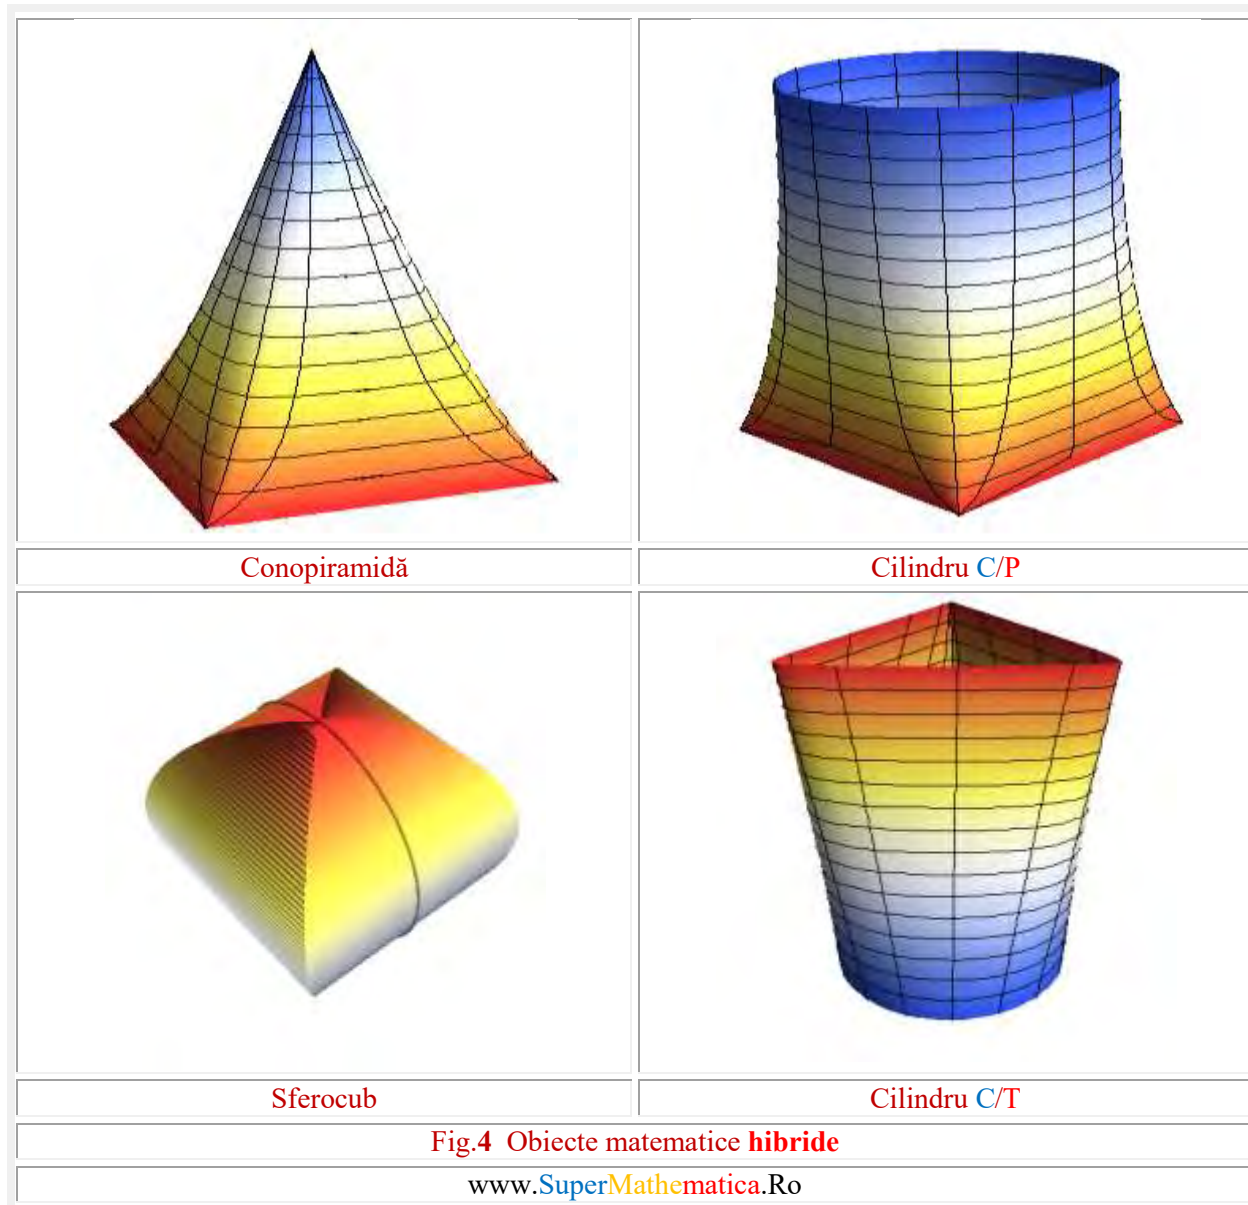 Conopiramidă
Cilindru C/P
Sferocub
Cilindru C/T
Fig.4 Obiecte matematice hibride
www.SuperMathematica.Ro